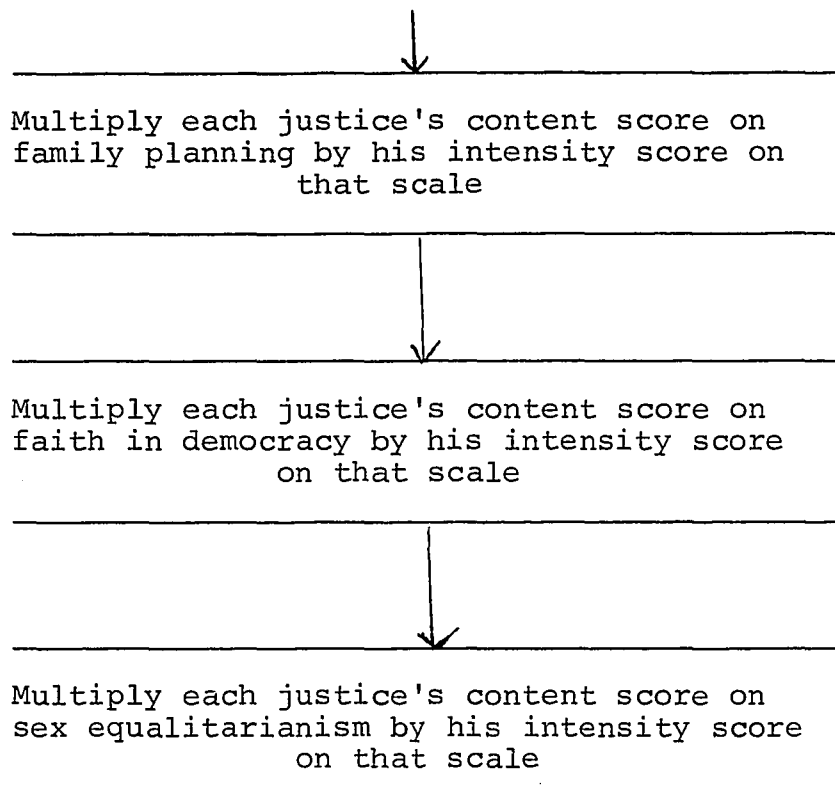 Multiply each justice's content score on
family planning by his intensity score on
that scale
Multiply each justice's content score on
faith in democracy by his intensity score
on that scale
Multiply each justice's content score on
sex equalitarianism by his intensity score
on that scale